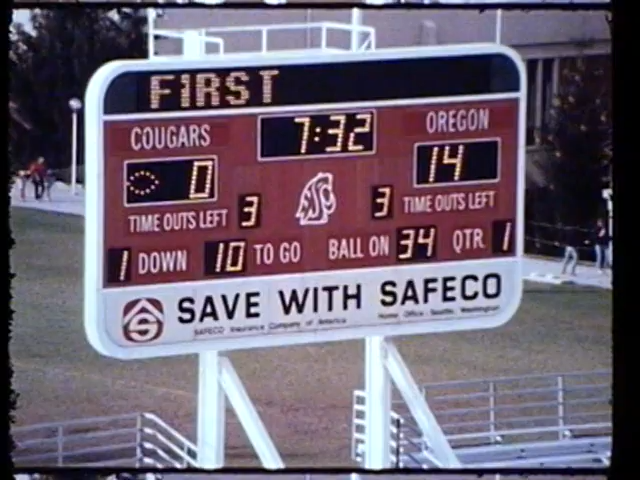 FIRST
COUGARS 7:32 OREGON
0 14
TIME OUTS LEFT 3 3 TIME OUTS LEFT
1 DOWN 10 TO GO BALL ON 34 QTR. 1
SAVE WITH SAFECO
SAFECO Insurance Company of America Home Office - Seattle, Washington